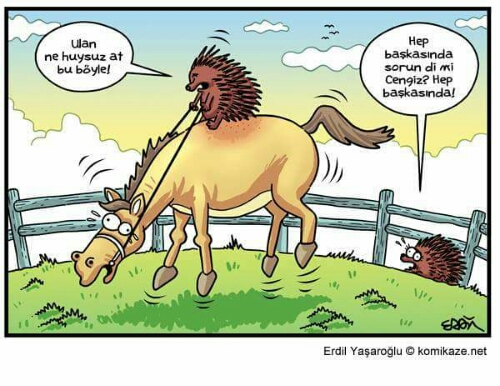 Ulan
ne huysuz at
bu böyle!
Hep
başkasında
sorun di mi
Cengiz? Hep
başkasında!
ERDİL
Erdil Yaşaroğlu © komikaze.net